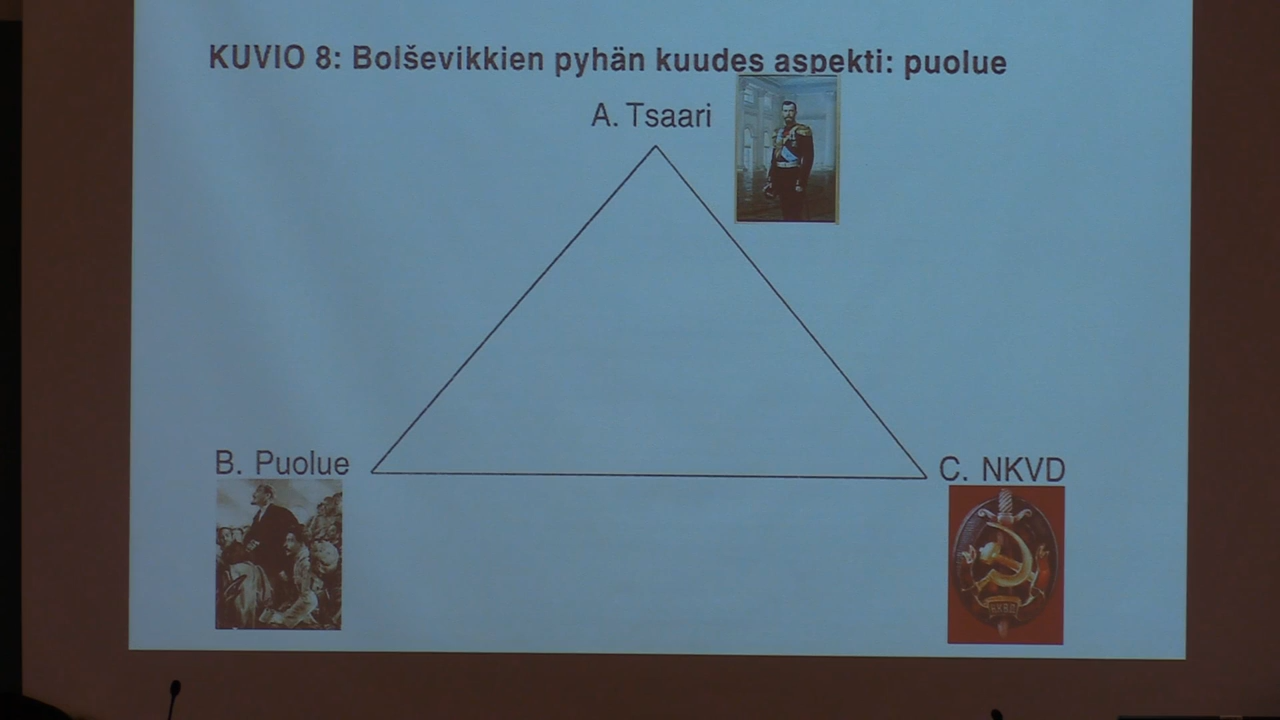 KUVIO 8: Bolševikkien pyhän kuudes aspekti: puolue
A. Tsaari
B. Puolue
C. NKVD